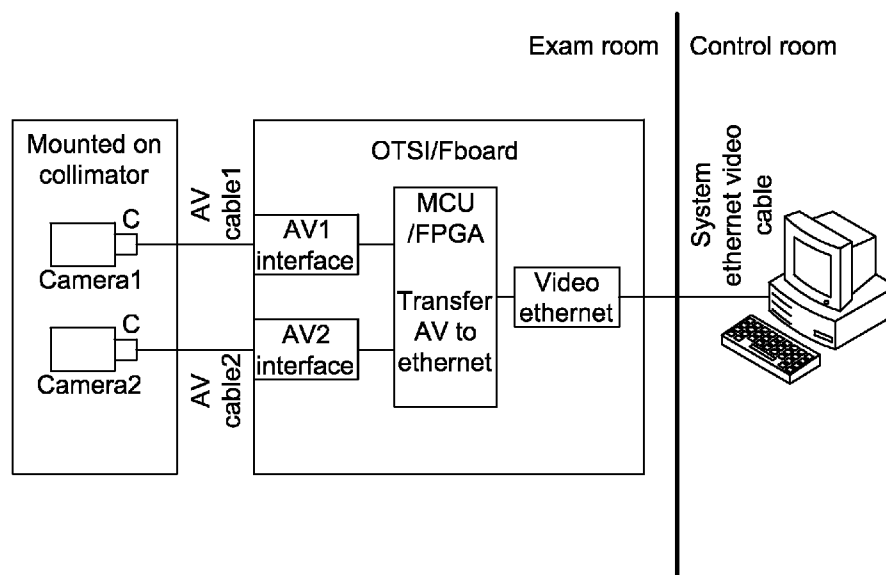 Exam room
Control room
Mounted on
collimator
C
Camera1
C
Camera2
AV
cable1
AV
cable2
OTSI/Fboard
AV1
interface
AV2
interface
MCU
/FPGA
Transfer
AV to
ethernet
Video
ethernet
System
ethernet video
cable